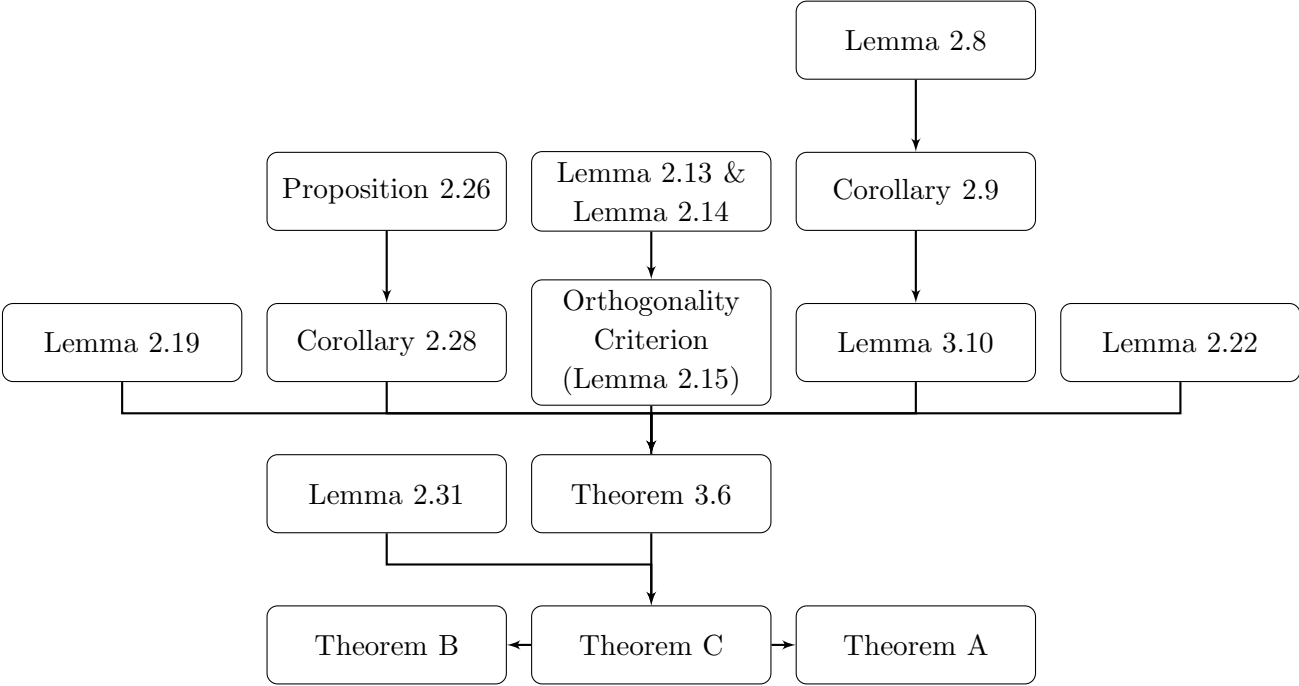 Lemma 2.8
Proposition 2.26
Lemma 2.13 &
Lemma 2.14
Corollary 2.9
Lemma 2.19
Corollary 2.28
Orthogonality
Criterion
(Lemma 2.15)
Lemma 3.10
Lemma 2.22
Lemma 2.31
Theorem 3.6
Theorem B
Theorem C
Theorem A